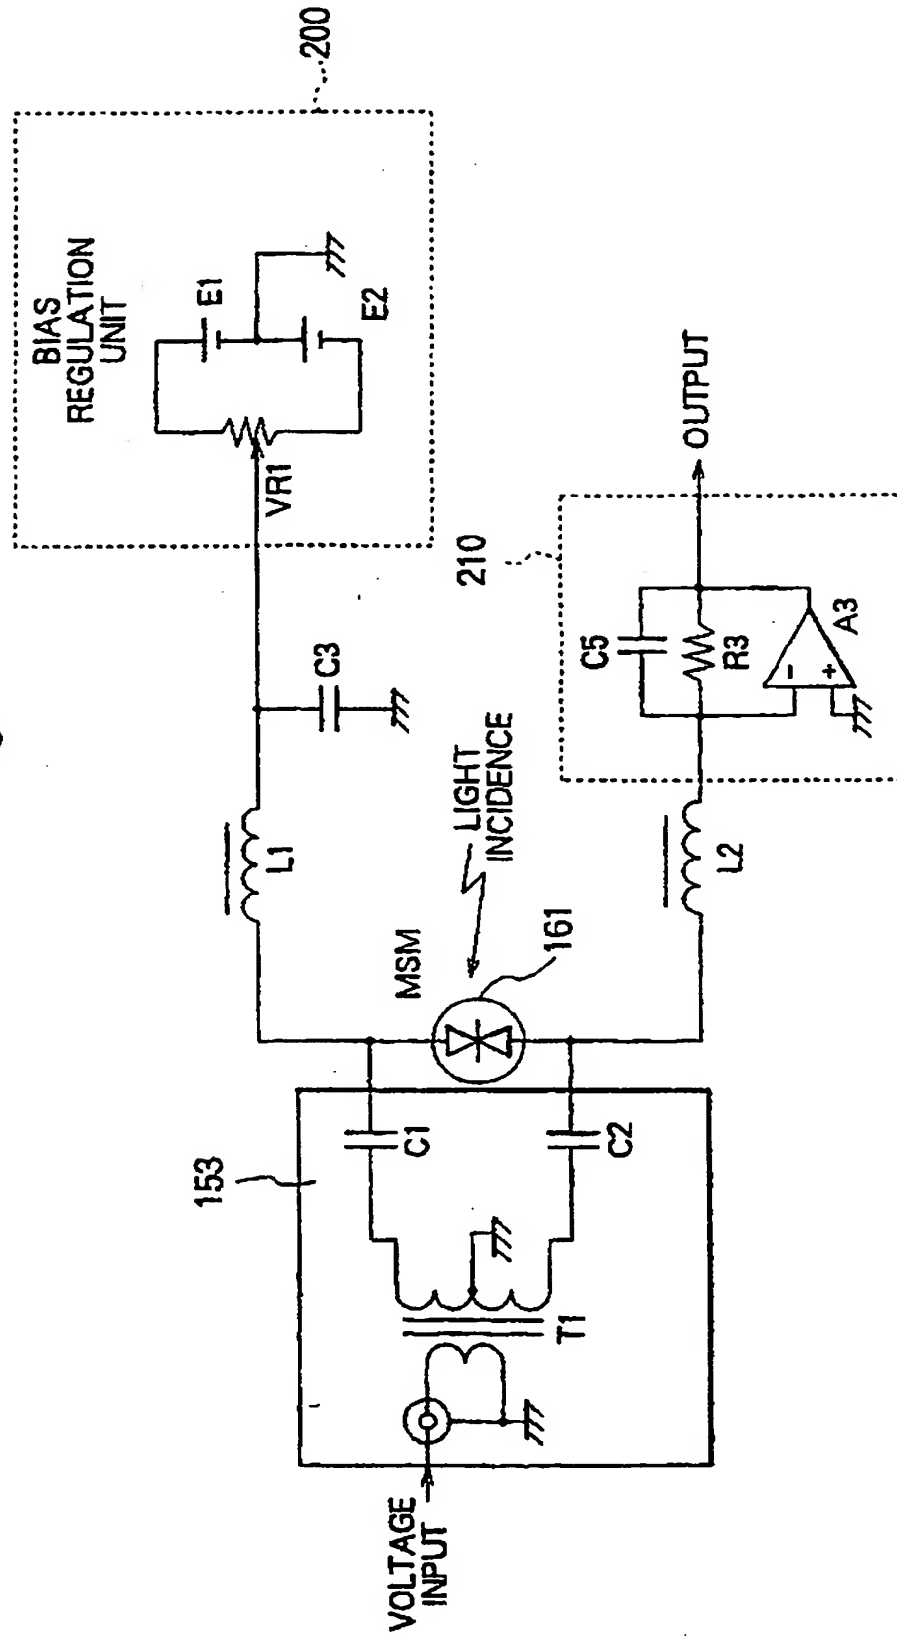 200
BIAS
REGULATION
UNIT
E1
E2
VR1
C3
L1
210
C5
R3
A3
OUTPUT
LIGHT
INCIDENCE
MSM
161
L2
153
C1
C2
T1
VOLTAGE
INPUT
-
+